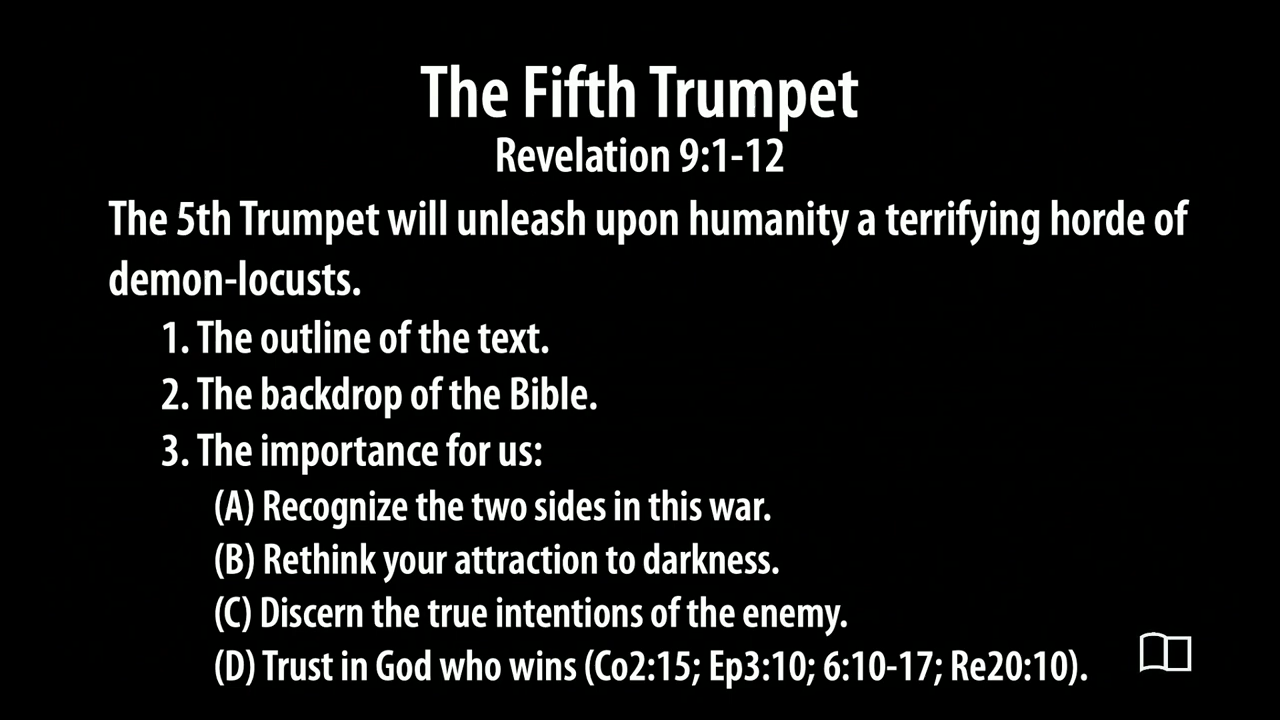 The Fifth Trumpet
Revelation 9:1-12
The 5th Trumpet will unleash upon humanity a terrifying horde of
demon-locusts.
1. The outline of the text.
2. The backdrop of the Bible.
3. The importance for us:
(A) Recognize the two sides in this war.
(B) Rethink your attraction to darkness.
(C) Discern the true intentions of the enemy.
(D) Trust in God who wins (Co2:15; Ep3:10; 6:10-17; Re20:10).